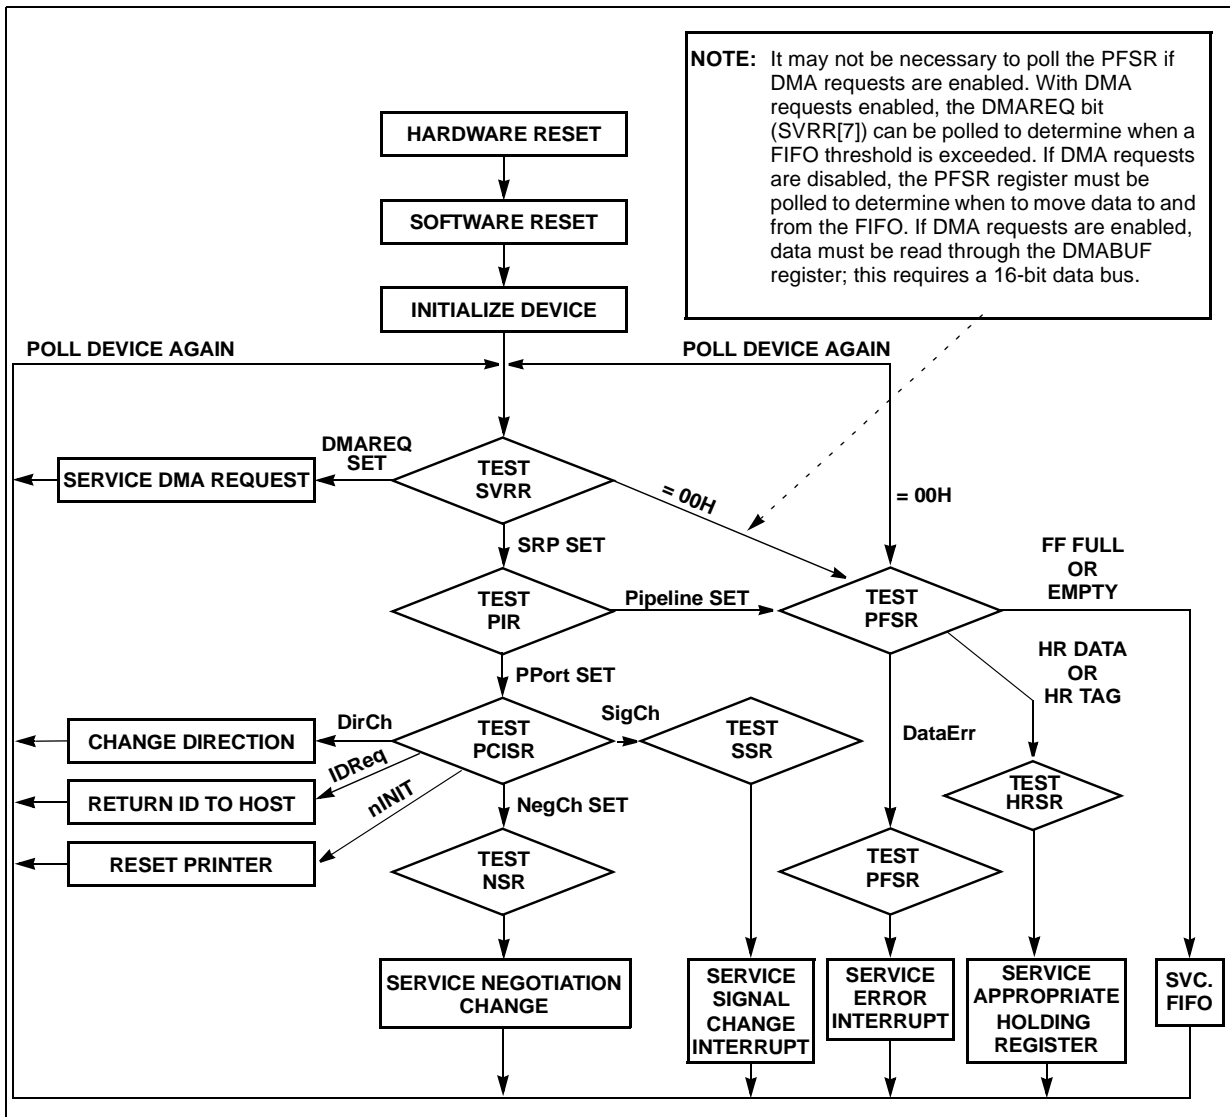 NOTE: It may not be necessary to poll the PFSR if
DMA requests are enabled. With DMA
requests enabled, the DMAREQ bit
(SVRR[7]) can be polled to determine when a
FIFO threshold is exceeded. If DMA requests
are disabled, the PFSR register must be
polled to determine when to move data to and
from the FIFO. If DMA requests are enabled,
data must be read through the DMABUF
register; this requires a 16-bit data bus.
HARDWARE RESET
SOFTWARE RESET
INITIALIZE DEVICE
POLL DEVICE AGAIN
POLL DEVICE AGAIN
DMAREQ
SET
SERVICE DMA REQUEST
TEST
SVRR
= 00H
= 00H
SRP SET
FF FULL
OR
EMPTY
TEST
PIR
Pipeline SET
TEST
PFSR
PPort SET
HR DATA
OR
HR TAG
DirCh
CHANGE DIRECTION
TEST
PCISR
SigCh
TEST
SSR
DataErr
IDReq
RETURN ID TO HOST
nINIT
NegCh SET
TEST
HRSR
RESET PRINTER
TEST
NSR
TEST
PFSR
SERVICE NEGOTIATION
CHANGE
SERVICE
SIGNAL
CHANGE
INTERRUPT
SERVICE
ERROR
INTERRUPT
SERVICE
APPROPRIATE
HOLDING
REGISTER
SVC.
FIFO